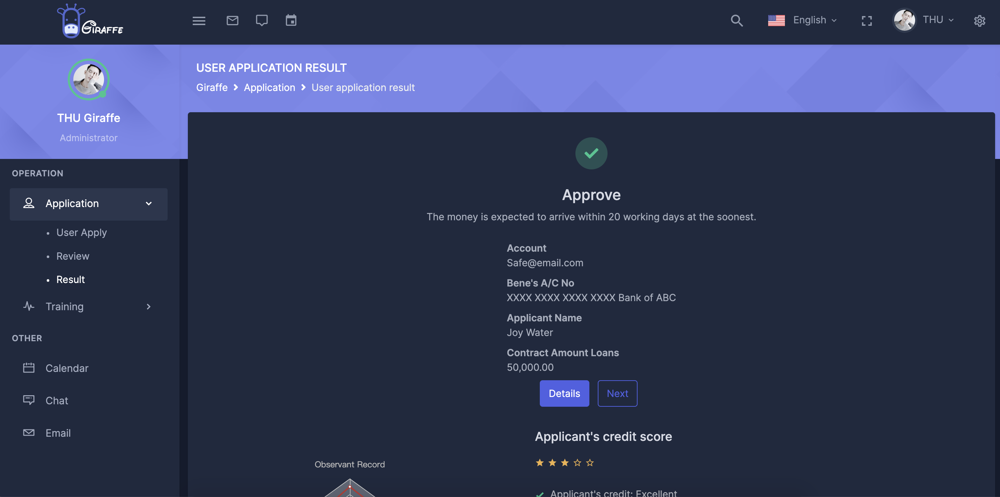 GIRAFFE
English
THU
USER APPLICATION RESULT
Giraffe
Application
User application result
THU Giraffe
Administrator
OPERATION
Application
User Apply
Review
Result
Training
OTHER
Calendar
Chat
Email
Approve
The money is expected to arrive within 20 working days at the soonest.
Account
Safe@email.com
Bene's A/C No
XXXX XXXX XXXX XXXX Bank of ABC
Applicant Name
Joy Water
Contract Amount Loans
50,000.00
Details
Next
Applicant's credit score
Observant Record
Applicant's credit: Excellent